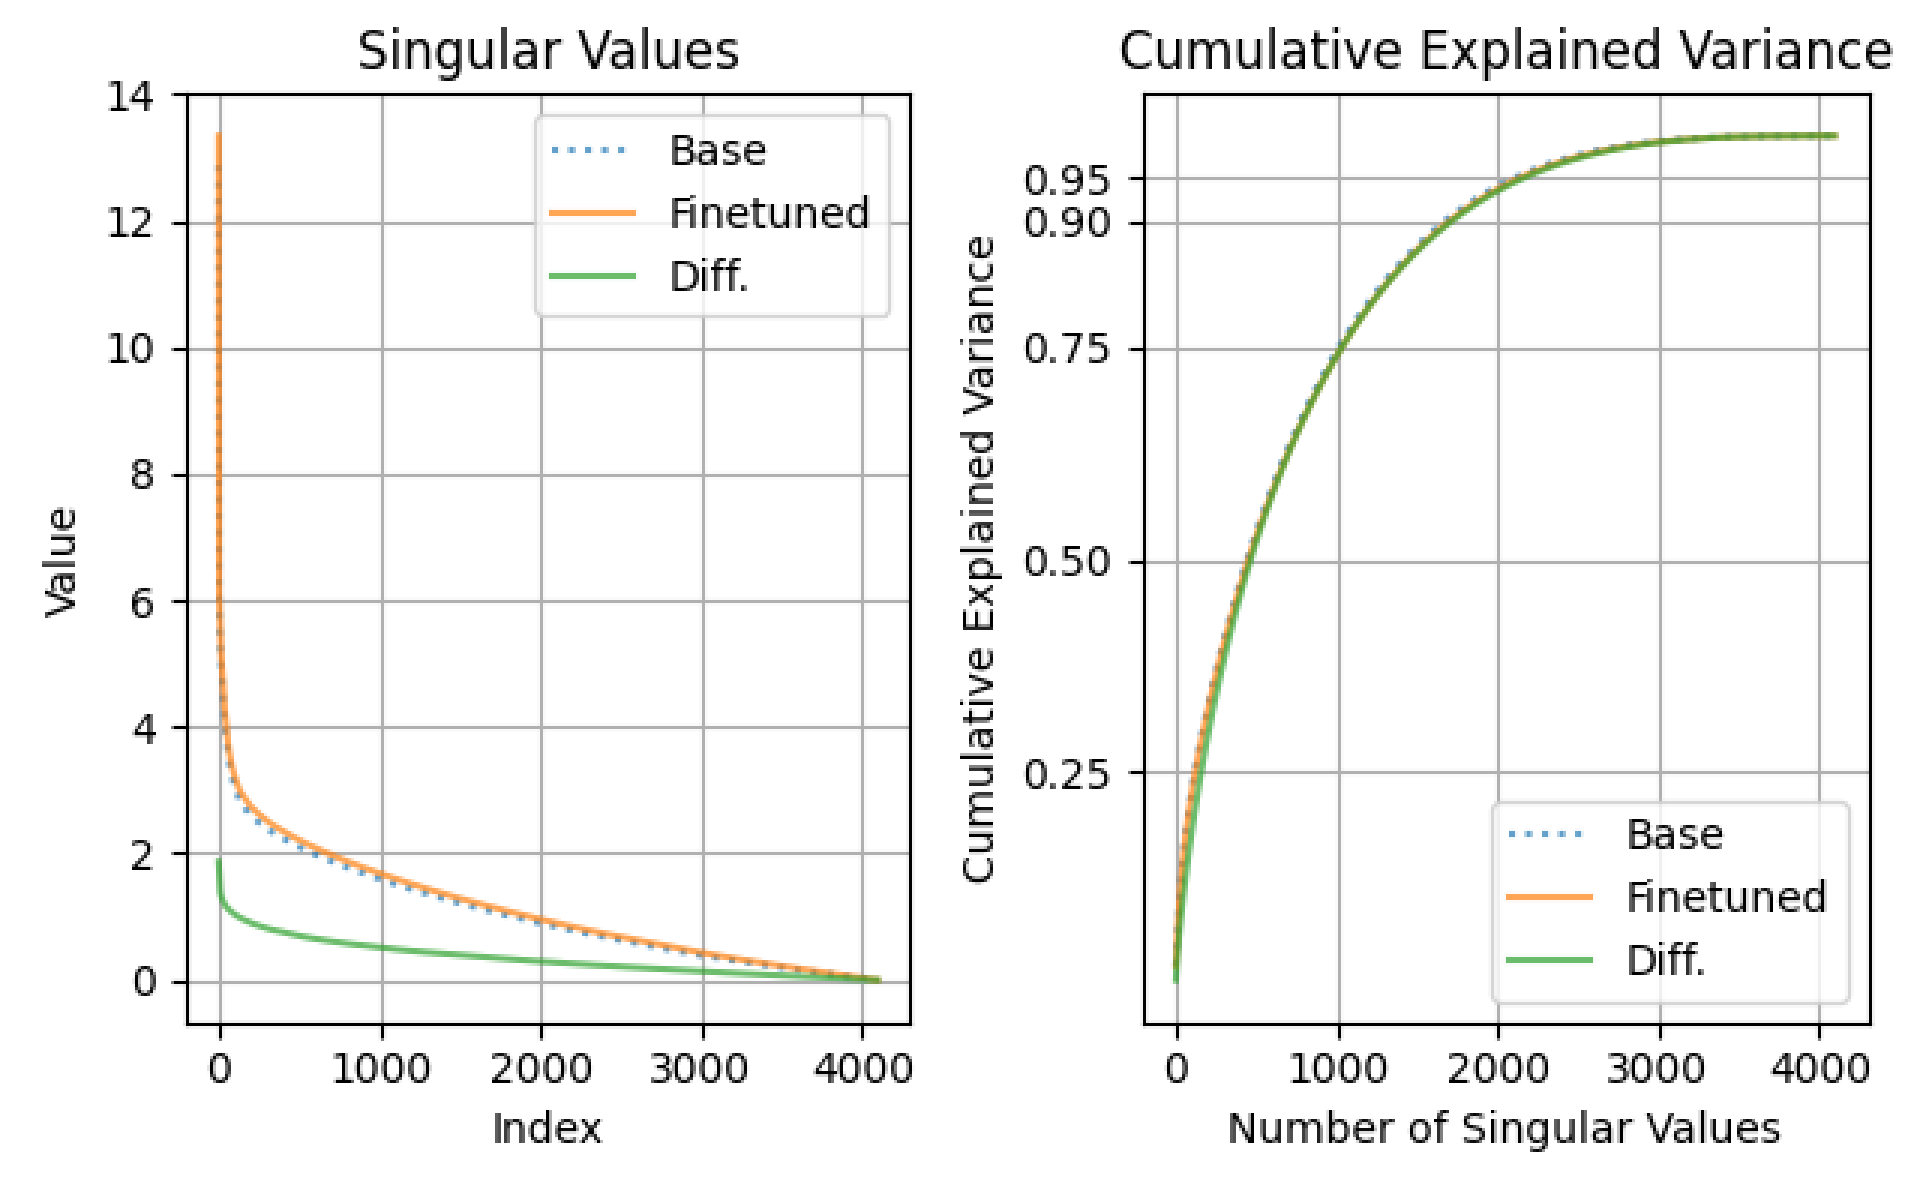 Singular Values
Value
14
12
10
8
6
4
2
0
0 1000 2000 3000 4000
Index
Base
Finetuned
Diff.
Cumulative Explained Variance
Cumulative Explained Variance
0.95
0.90
0.75
0.50
0.25
0 1000 2000 3000 4000
Number of Singular Values
Base
Finetuned
Diff.